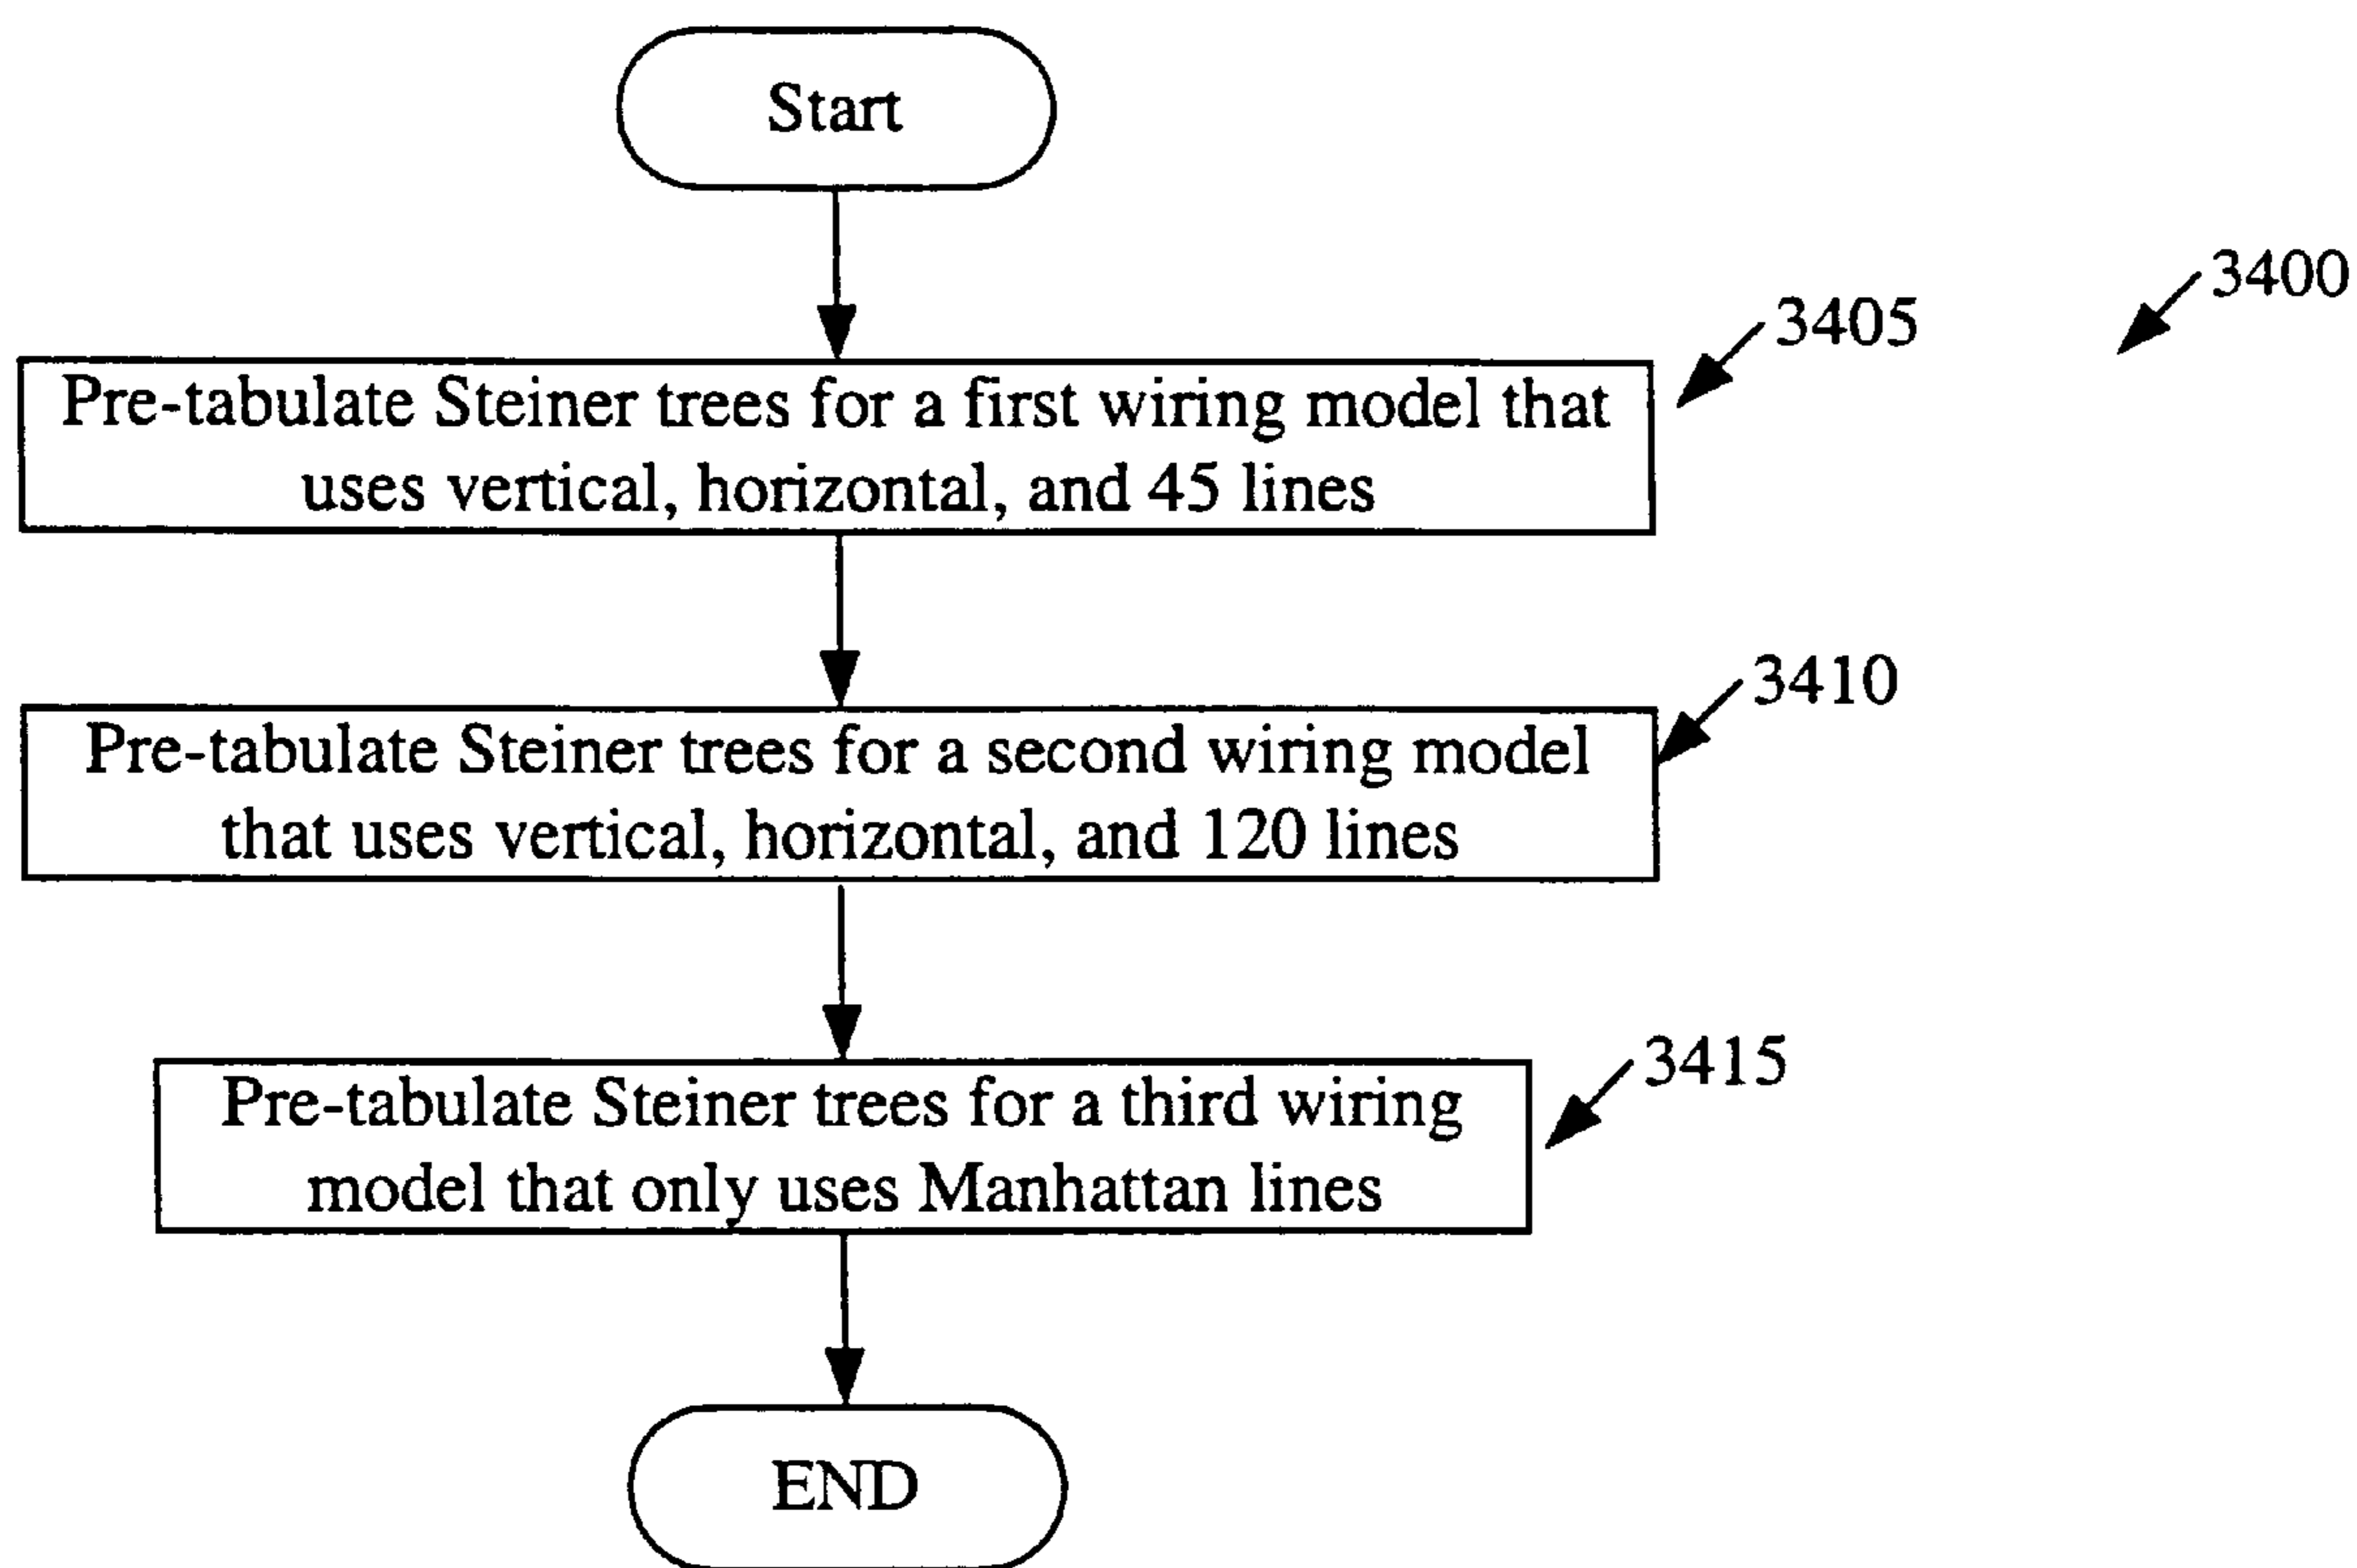 Start
3400
3405
Pre-tabulate Steiner trees for a first wiring model that
uses vertical, horizontal, and 45 lines
3410
Pre-tabulate Steiner trees for a second wiring model
that uses vertical, horizontal, and 120 lines
3415
Pre-tabulate Steiner trees for a third wiring
model that only uses Manhattan lines
END